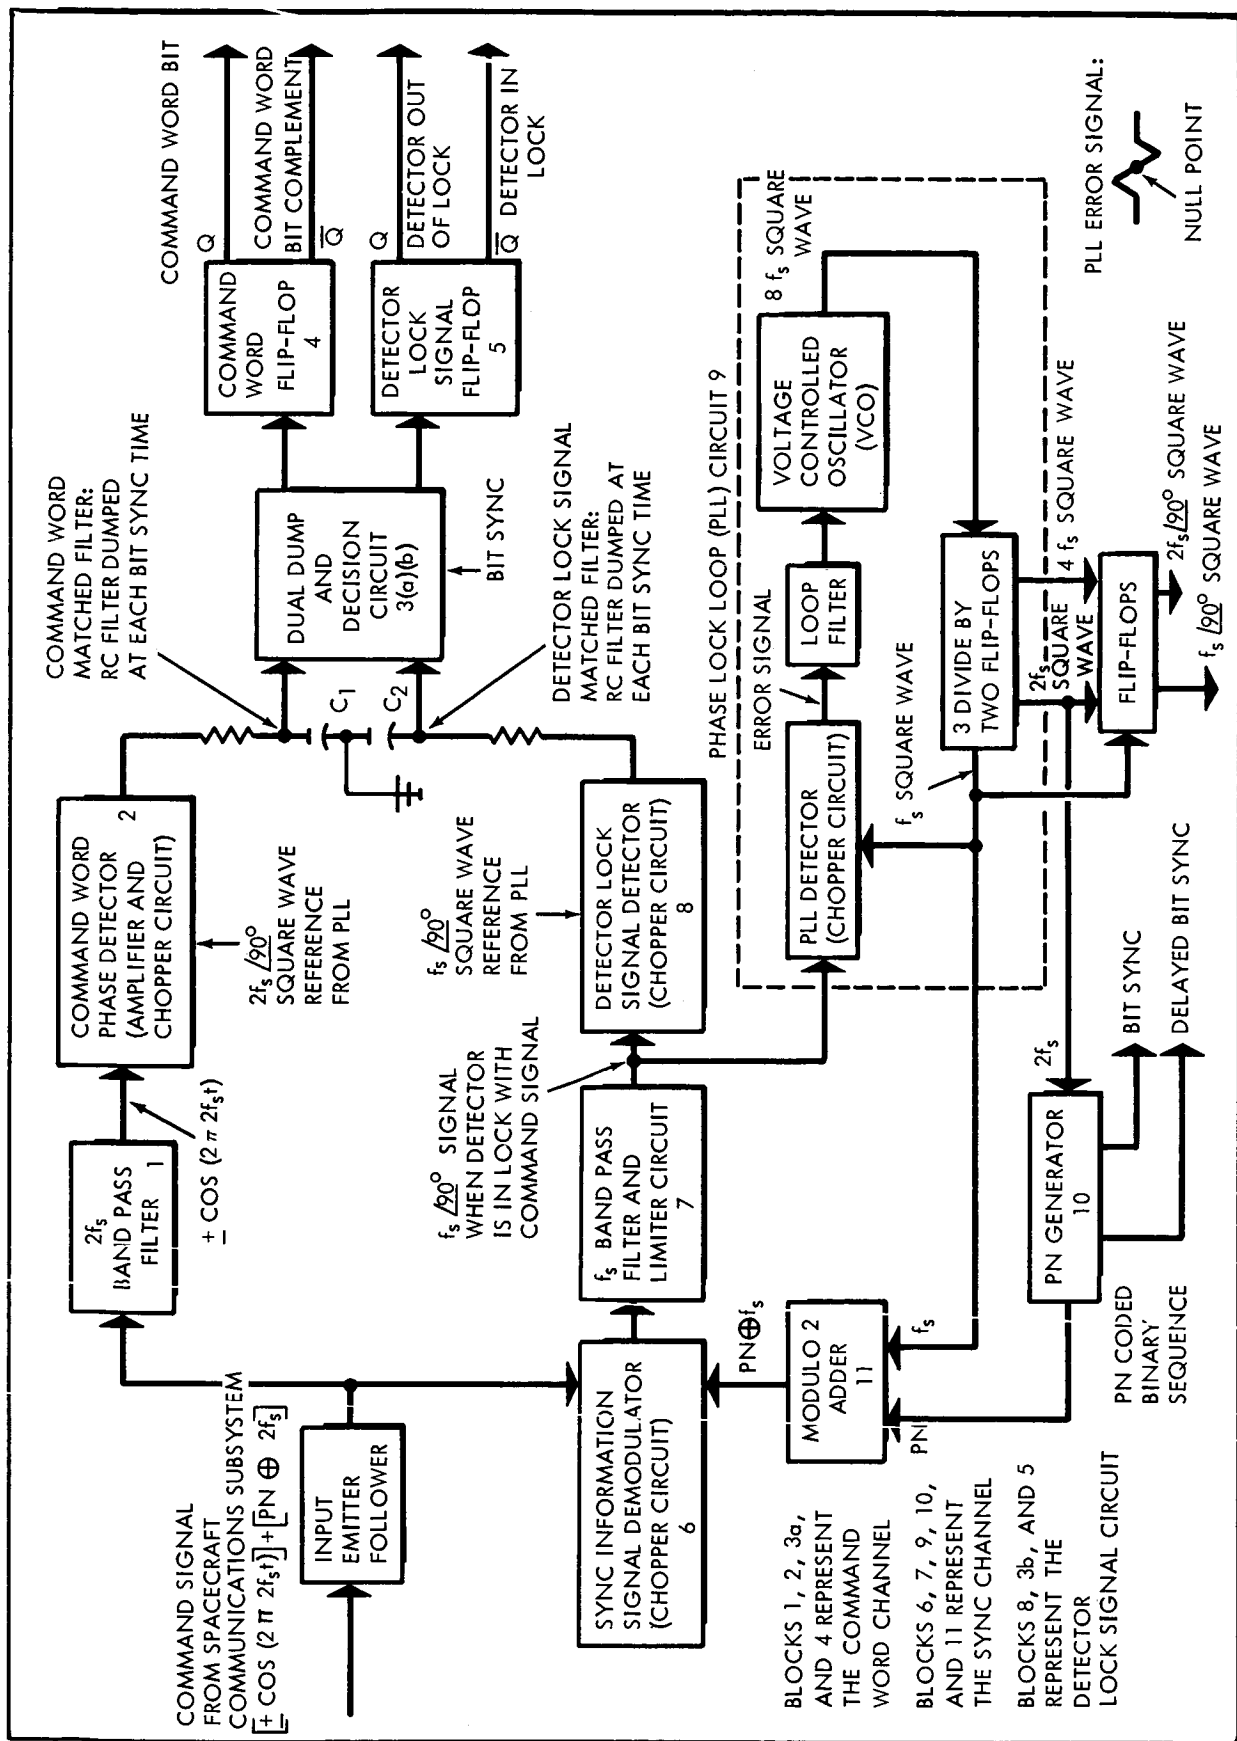 COMMAND SIGNAL
FROM SPACECRAFT
COMMUNICATIONS SUBSYSTEM
[± COS (2 π 2fₛt)] + [PN ⊕ 2fₛ]
INPUT
EMITTER
FOLLOWER
2fₛ
BAND PASS
FILTER 1
± COS (2 π 2fₛt)
COMMAND WORD 2
PHASE DETECTOR
(AMPLIFIER AND
CHOPPER CIRCUIT)
2fₛ /90°
SQUARE WAVE
REFERENCE
FROM PLL
COMMAND WORD
MATCHED FILTER:
RC FILTER DUMPED
AT EACH BIT SYNC TIME
C₁
C₂
DUAL DUMP
AND
DECISION
CIRCUIT
3(a)(b)
BIT SYNC
COMMAND
WORD
FLIP-FLOP
4
Q
COMMAND WORD BIT
COMMAND WORD
BIT COMPLEMENT
Q̅
DETECTOR
LOCK
SIGNAL
FLIP-FLOP
5
Q
DETECTOR OUT
OF LOCK
Q̅ DETECTOR IN
LOCK
DETECTOR LOCK SIGNAL
MATCHED FILTER:
RC FILTER DUMPED AT
EACH BIT SYNC TIME
SYNC INFORMATION
SIGNAL DEMODULATOR
(CHOPPER CIRCUIT)
6
fₛ BAND PASS
FILTER AND
LIMITER CIRCUIT
7
fₛ /90° SIGNAL
WHEN DETECTOR
IS IN LOCK WITH
COMMAND SIGNAL
fₛ /90°
SQUARE WAVE
REFERENCE
FROM PLL
DETECTOR LOCK
SIGNAL DETECTOR
(CHOPPER CIRCUIT)
8
PHASE LOCK LOOP (PLL) CIRCUIT 9
PLL DETECTOR
(CHOPPER CIRCUIT)
ERROR SIGNAL
LOOP
FILTER
VOLTAGE
CONTROLLED
OSCILLATOR
(VCO)
8 fₛ SQUARE
WAVE
fₛ SQUARE WAVE
3 DIVIDE BY
TWO FLIP-FLOPS
2fₛ
SQUARE
WAVE
4 fₛ SQUARE WAVE
FLIP-FLOPS
2fₛ/90° SQUARE WAVE
fₛ /90° SQUARE WAVE
PLL ERROR SIGNAL:
NULL POINT
PN⊕fₛ
MODULO 2
ADDER
11
fₛ
PN
2fₛ
PN GENERATOR
10
BIT SYNC
DELAYED BIT SYNC
PN CODED
BINARY
SEQUENCE
BLOCKS 1, 2, 3a,
AND 4 REPRESENT
THE COMMAND
WORD CHANNEL
BLOCKS 6, 7, 9, 10,
AND 11 REPRESENT
THE SYNC CHANNEL
BLOCKS 8, 3b, AND 5
REPRESENT THE
DETECTOR
LOCK SIGNAL CIRCUIT